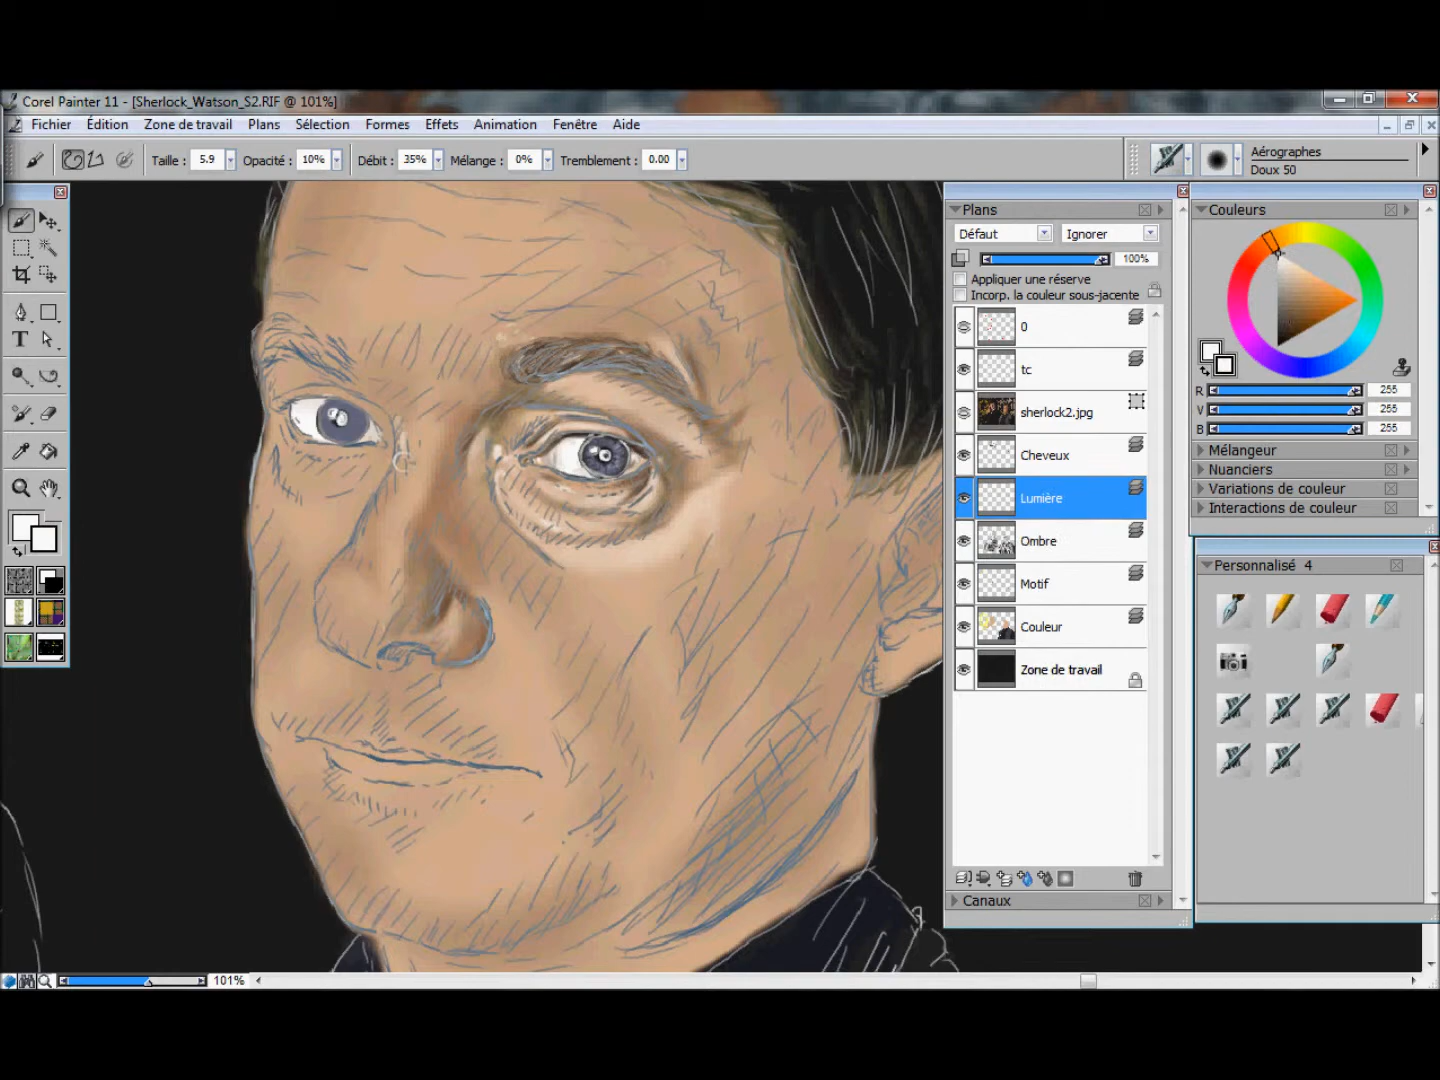 Corel Painter 11 - [Sherlock_Watson_S2.RIF @ 101%]
Fichier Édition Zone de travail Plans Sélection Formes Effets Animation Fenêtre Aide
Taille : 5.9 Opacité : 10% Débit : 35% Mélange : 0% Tremblement : 0.00
Aérographes
Doux 50
Plans
Défaut Ignorer
100%
Appliquer une réserve
Incorp. la couleur sous-jacente
0
tc
sherlock2.jpg
Cheveux
Lumière
Ombre
Motif
Couleur
Zone de travail
Canaux
Couleurs
R 255
V 255
B 255
Mélangeur
Nuanciers
Variations de couleur
Interactions de couleur
Personnalisé 4
101%